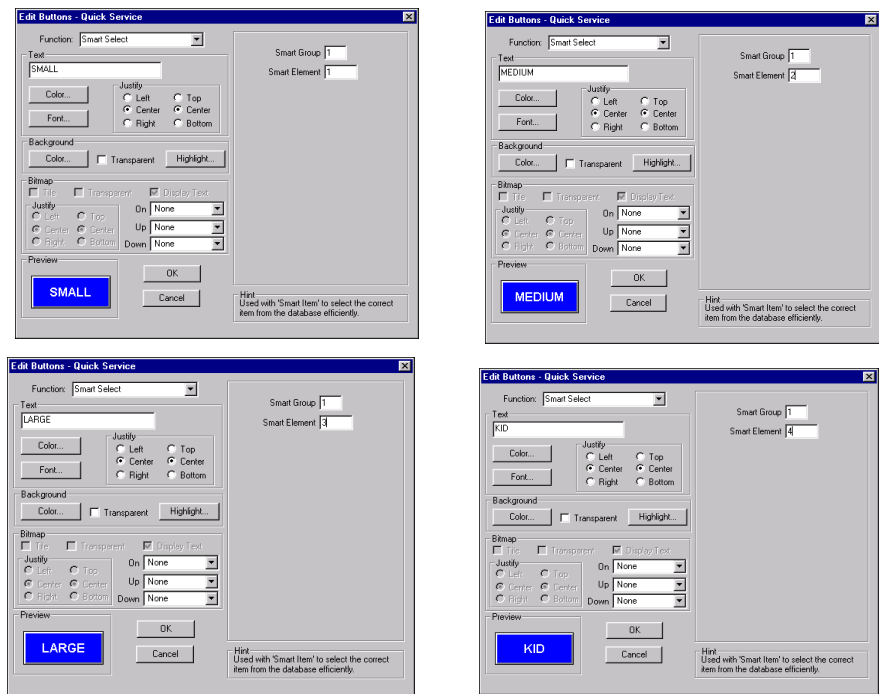 Edit Buttons - Quick Service
Function: Smart Select
Text
SMALL
Color...
Font...
Justify
Left Top
Center Center
Right Bottom
Background
Color... Transparent Highlight...
Bitmap
Tile Transparent Display Text
Justify
Left Top
Center Center
Right Bottom
On None
Up None
Down None
Preview
SMALL
OK
Cancel
Smart Group 1
Smart Element 1
Hint
Used with 'Smart Item' to select the correct
item from the database efficiently.
Edit Buttons - Quick Service
Function: Smart Select
Text
MEDIUM
Color...
Font...
Justify
Left Top
Center Center
Right Bottom
Background
Color... Transparent Highlight...
Bitmap
Tile Transparent Display Text
Justify
Left Top
Center Center
Right Bottom
On None
Up None
Down None
Preview
MEDIUM
OK
Cancel
Smart Group 1
Smart Element 2
Hint
Used with 'Smart Item' to select the correct
item from the database efficiently.
Edit Buttons - Quick Service
Function: Smart Select
Text
LARGE
Color...
Font...
Justify
Left Top
Center Center
Right Bottom
Background
Color... Transparent Highlight...
Bitmap
Tile Transparent Display Text
Justify
Left Top
Center Center
Right Bottom
On None
Up None
Down None
Preview
LARGE
OK
Cancel
Smart Group 1
Smart Element 3
Hint
Used with 'Smart Item' to select the correct
item from the database efficiently.
Edit Buttons - Quick Service
Function: Smart Select
Text
KID
Color...
Font...
Justify
Left Top
Center Center
Right Bottom
Background
Color... Transparent Highlight...
Bitmap
Tile Transparent Display Text
Justify
Left Top
Center Center
Right Bottom
On None
Up None
Down None
Preview
KID
OK
Cancel
Smart Group 1
Smart Element 4
Hint
Used with 'Smart Item' to select the correct
item from the database efficiently.